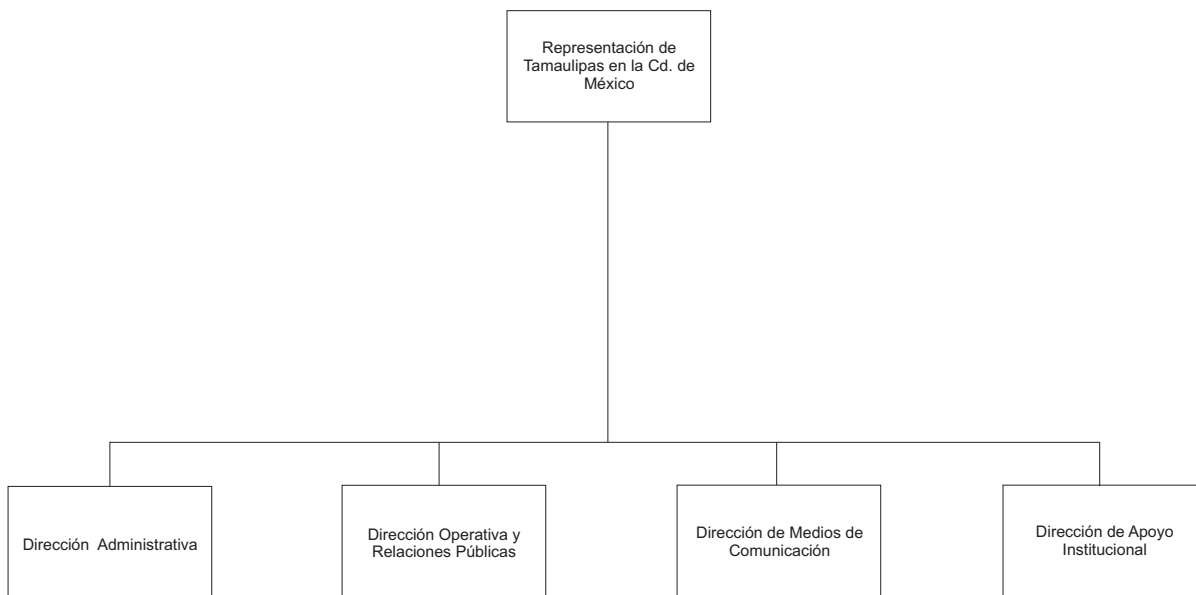 Representación de
Tamaulipas en la Cd. de
México
Dirección Administrativa
Dirección Operativa y
Relaciones Públicas
Dirección de Medios de
Comunicación
Dirección de Apoyo
Institucional